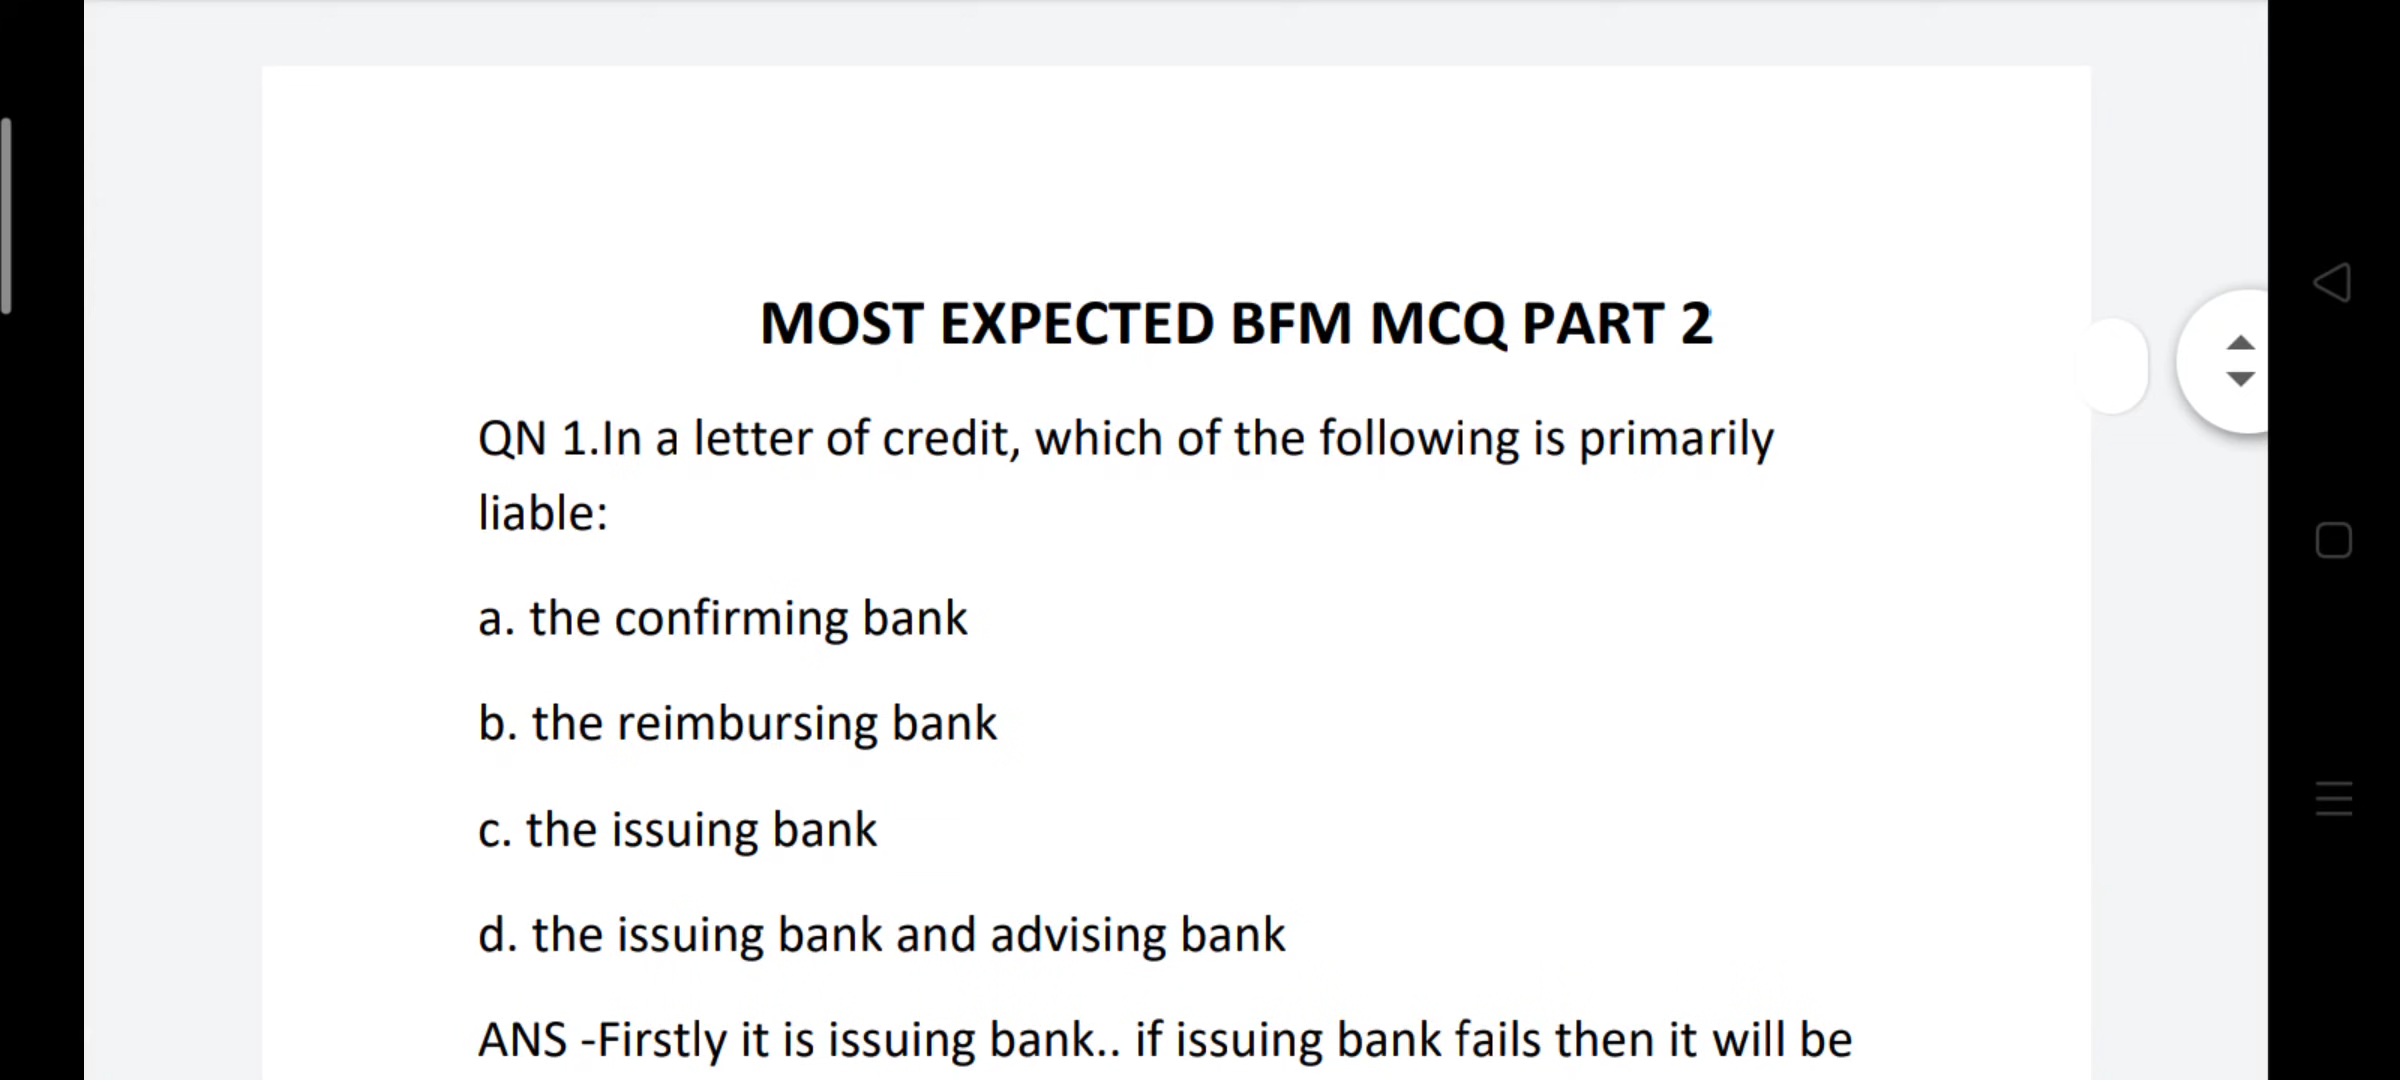 MOST EXPECTED BFM MCQ PART 2
QN 1.In a letter of credit, which of the following is primarily
liable:
a. the confirming bank
b. the reimbursing bank
c. the issuing bank
d. the issuing bank and advising bank
ANS -Firstly it is issuing bank.. if issuing bank fails then it will be